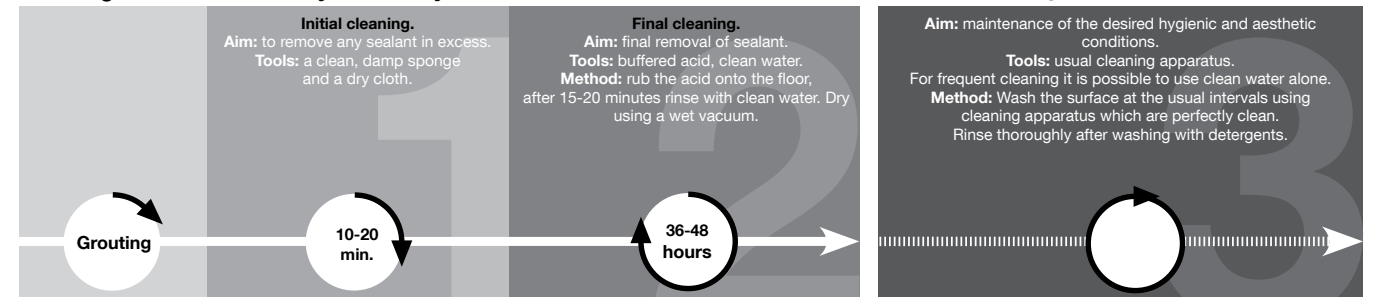 Initial cleaning.
Aim: to remove any sealant in excess.
Tools: a clean, damp sponge
and a dry cloth.
1
Final cleaning.
Aim: final removal of sealant.
Tools: buffered acid, clean water.
Method: rub the acid onto the floor,
after 15-20 minutes rinse with clean water. Dry
using a wet vacuum.
2
Aim: maintenance of the desired hygienic and aesthetic
conditions.
Tools: usual cleaning apparatus.
For frequent cleaning it is possible to use clean water alone.
Method: Wash the surface at the usual intervals using
cleaning apparatus which are perfectly clean.
Rinse thoroughly after washing with detergents.
3
Grouting
10-20
min.
36-48
hours